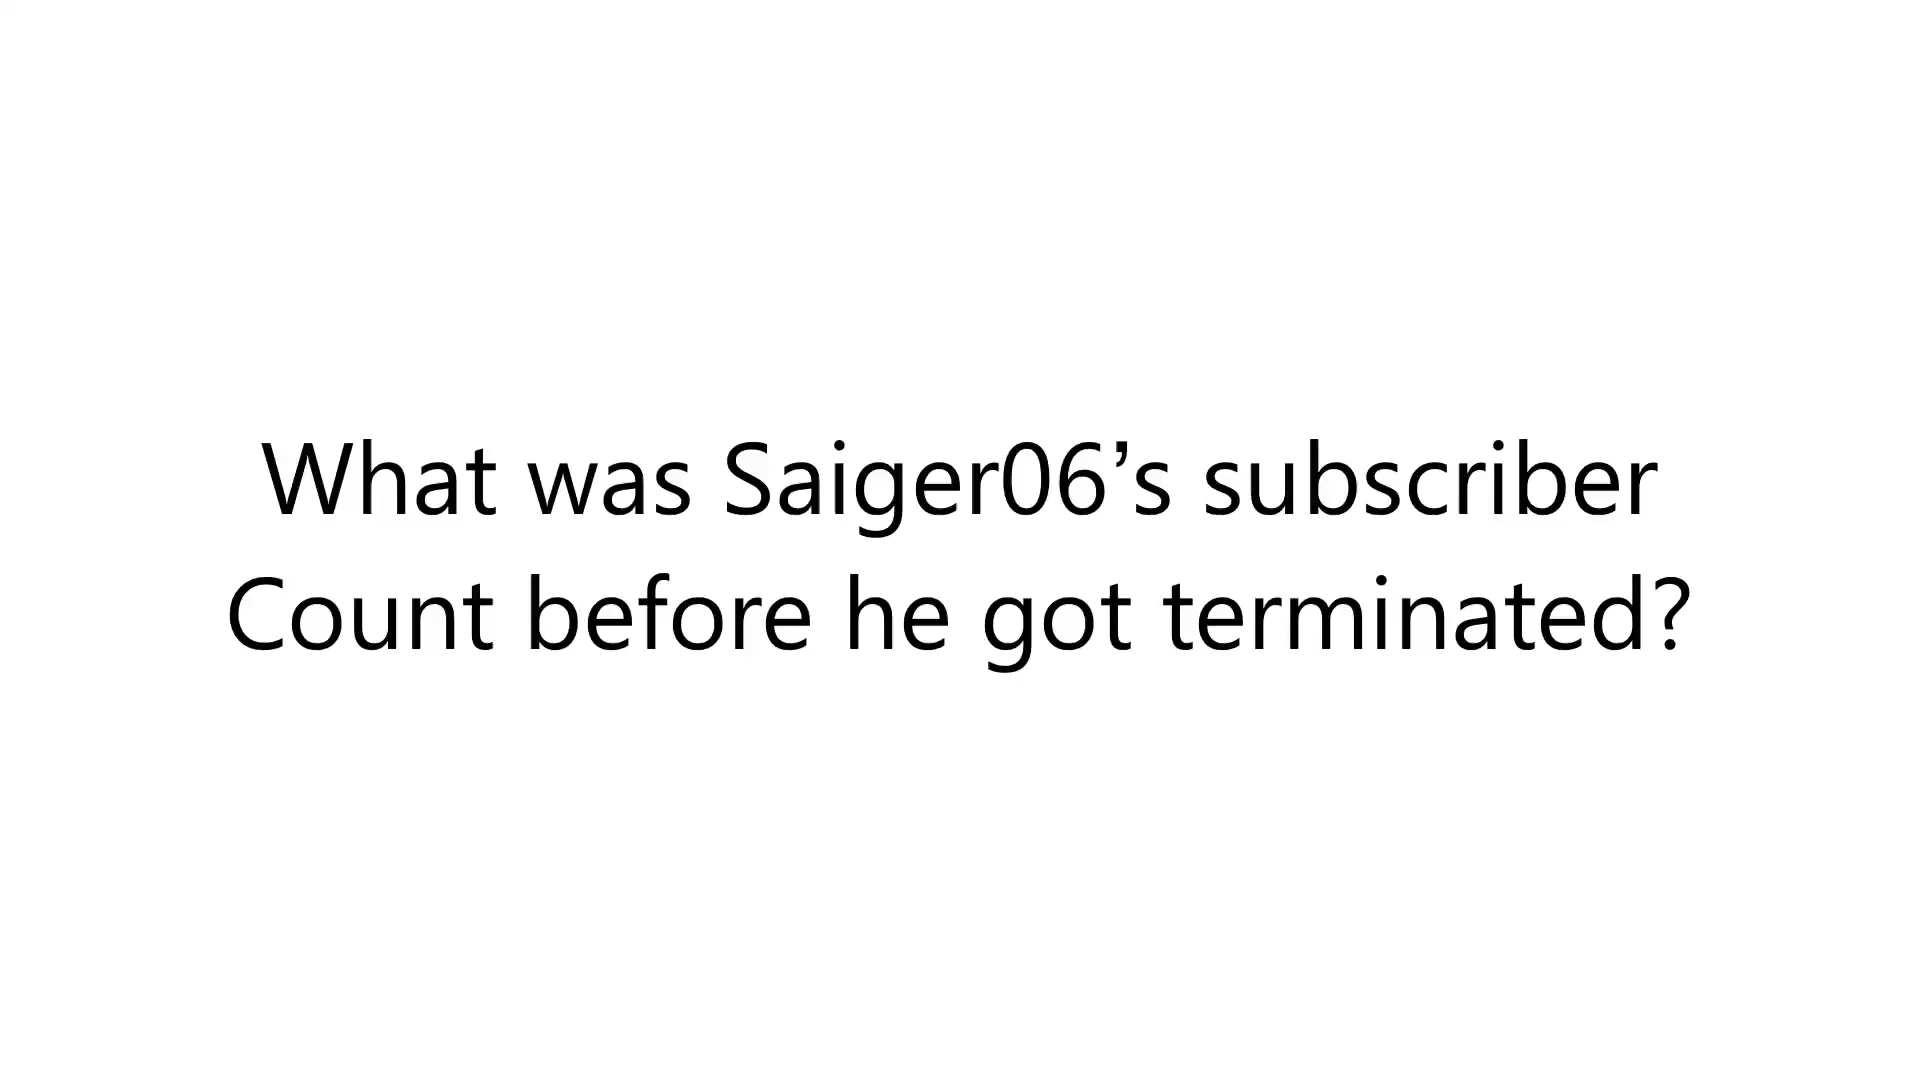 What was Saiger06’s subscriber
Count before he got terminated?